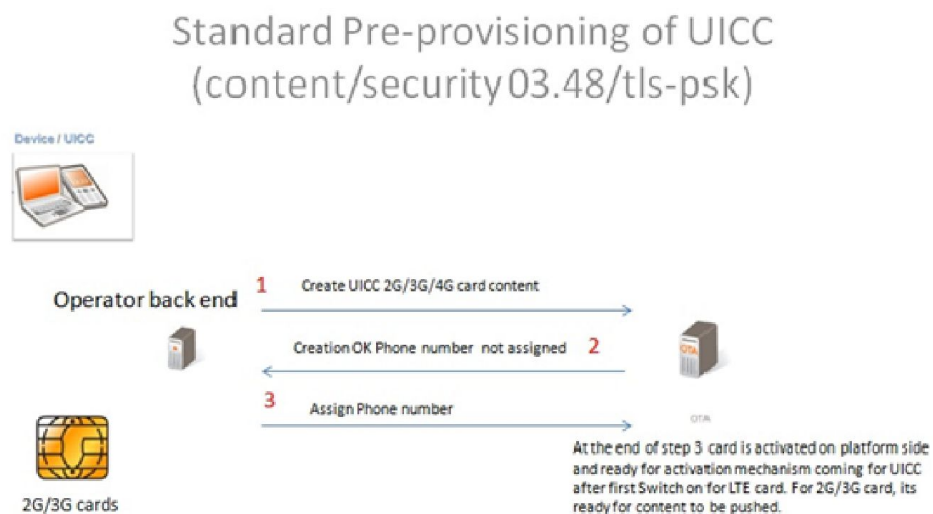 Standard Pre-provisioning of UICC
(content/security 03.48/tls-psk)
Device / UICC
1 Create UICC 2G/3G/4G card content
Operator back end
Creation OK Phone number not assigned 2
OTA
3 Assign Phone number
OTA
At the end of step 3 card is activated on platform side
and ready for activation mechanism coming for UICC
after first Switch on for LTE card. For 2G/3G card, its
ready for content to be pushed.
2G/3G cards